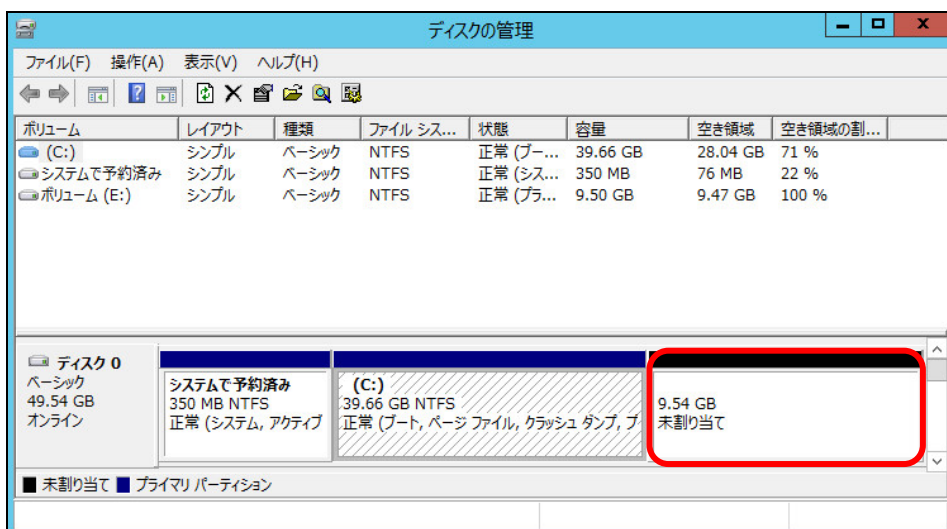 ディスクの管理
ファイル(F) 操作(A) 表示(V) ヘルプ(H)
ボリューム レイアウト 種類 ファイル シス... 状態 容量 空き領域 空き領域の割...
(C:) シンプル ベーシック NTFS 正常 (ブー... 39.66 GB 28.04 GB 71 %
システムで予約済み シンプル ベーシック NTFS 正常 (シス... 350 MB 76 MB 22 %
ボリューム (E:) シンプル ベーシック NTFS 正常 (プラ... 9.50 GB 9.47 GB 100 %
ディスク 0
ベーシック
49.54 GB
オンライン
システムで予約済み
350 MB NTFS
正常 (システム, アクティブ
(C:)
39.66 GB NTFS
正常 (ブート, ページ ファイル, クラッシュ ダンプ, プ
9.54 GB
未割り当て
未割り当て プライマリ パーティション